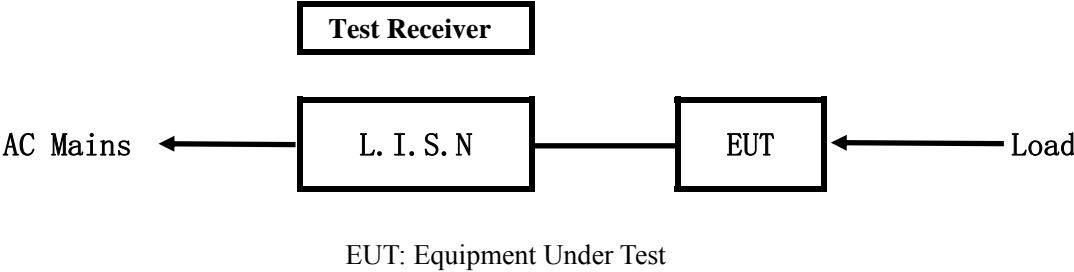 Test Receiver
AC Mains L.I.S.N EUT Load
EUT: Equipment Under Test